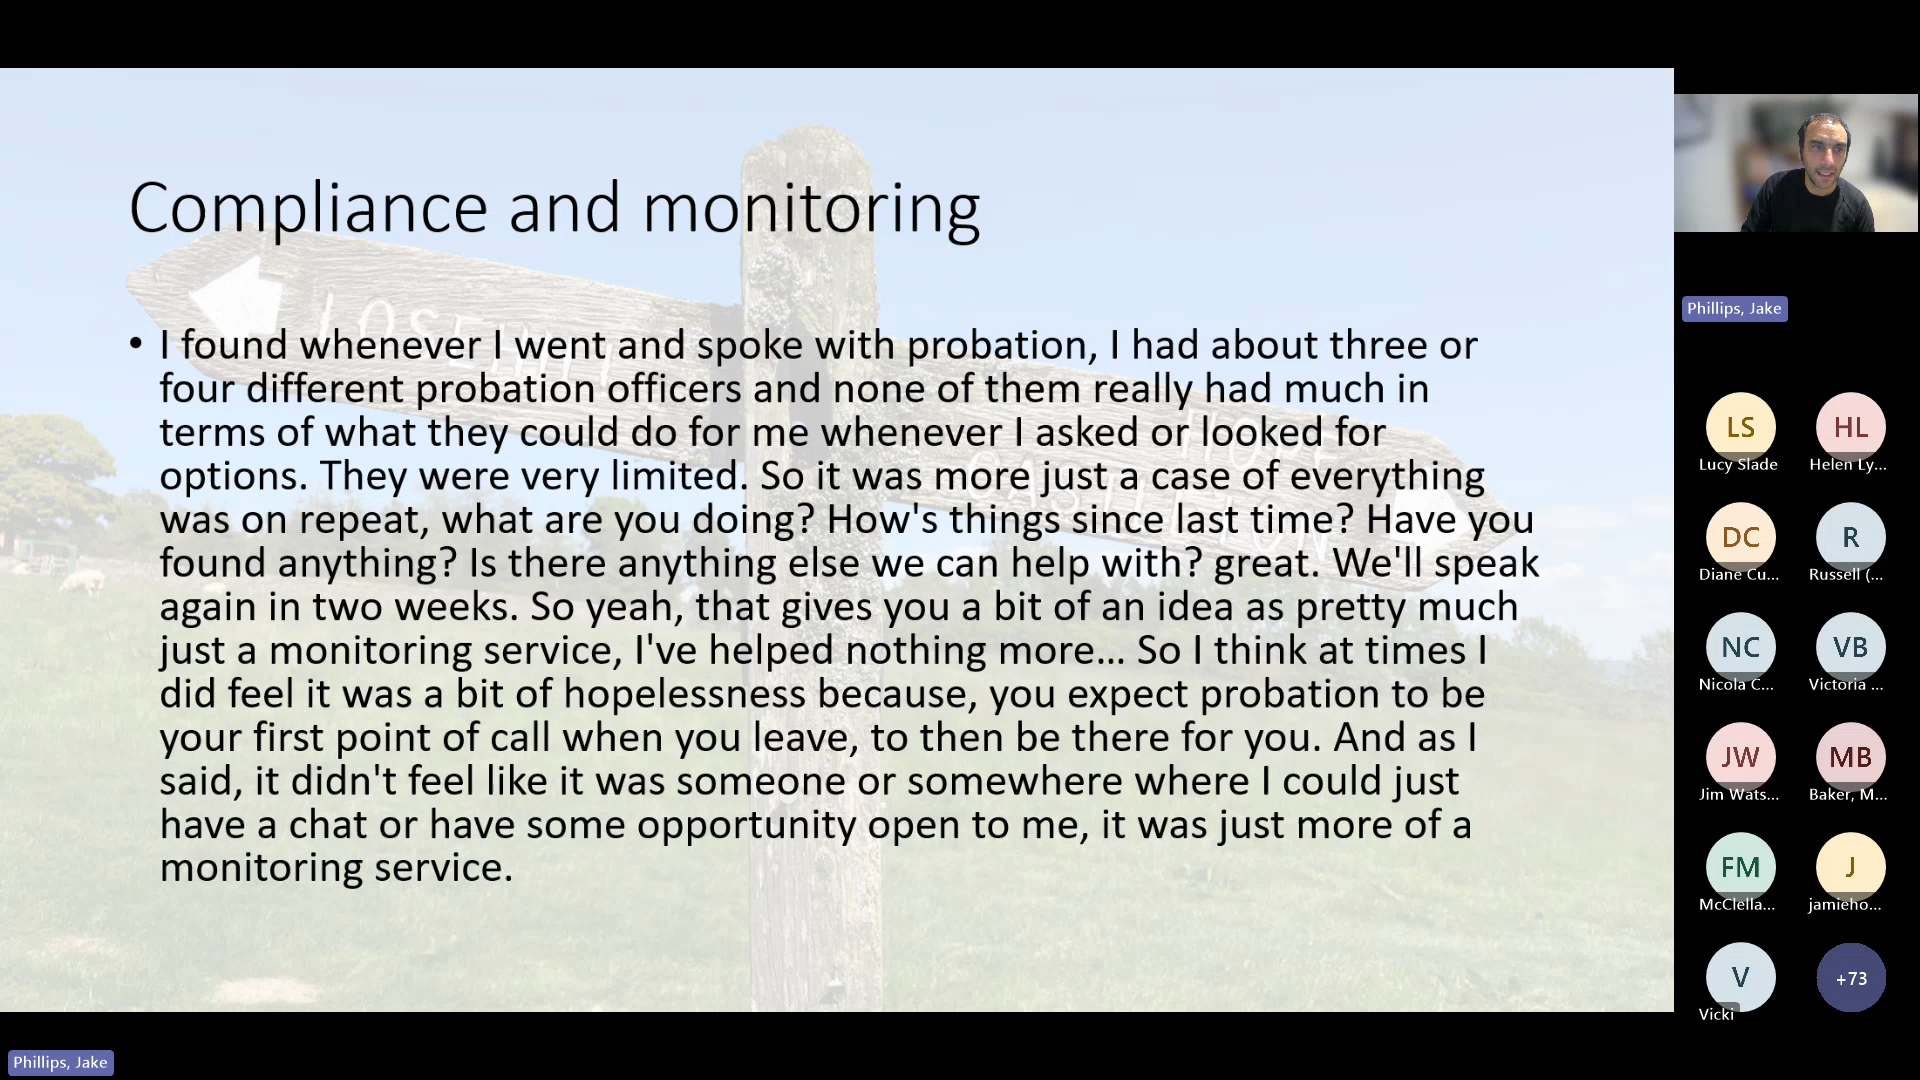 Compliance and monitoring
• I found whenever I went and spoke with probation, I had about three or
four different probation officers and none of them really had much in
terms of what they could do for me whenever I asked or looked for
options. They were very limited. So it was more just a case of everything
was on repeat, what are you doing? How's things since last time? Have you
found anything? Is there anything else we can help with? great. We'll speak
again in two weeks. So yeah, that gives you a bit of an idea as pretty much
just a monitoring service, I've helped nothing more... So I think at times I
did feel it was a bit of hopelessness because, you expect probation to be
your first point of call when you leave, to then be there for you. And as I
said, it didn't feel like it was someone or somewhere where I could just
have a chat or have some opportunity open to me, it was just more of a
monitoring service.
LOSEHILL
HOPE
CASTLETON
Phillips, Jake
LS
HL
Lucy Slade
Helen Ly...
DC
R
Diane Cu...
Russell (...
NC
VB
Nicola C...
Victoria ...
JW
MB
Jim Wats...
Baker, M...
FM
J
McClella...
jamieho...
V
+73
Vicki
Phillips, Jake